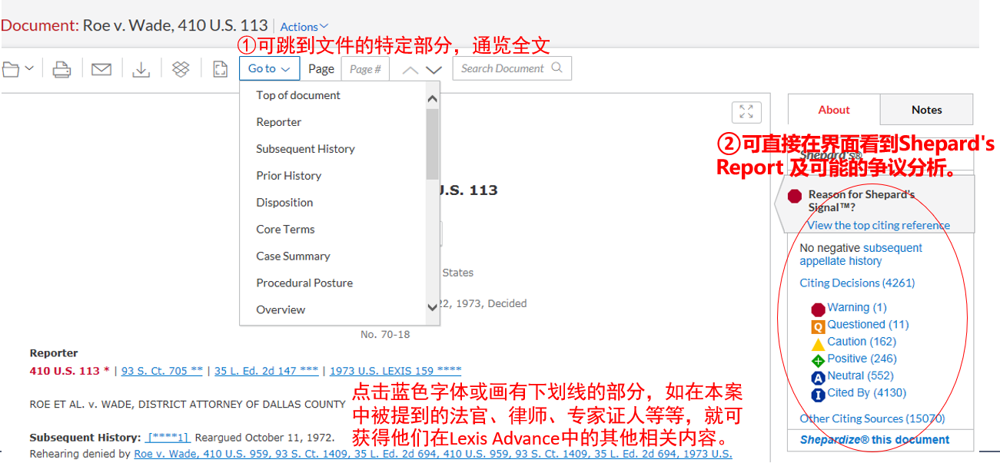 Document: Roe v. Wade, 410 U.S. 113 Actions
①可跳到文件的特定部分，通览全文
Go to Page Page # Search Document
Top of document
Reporter
Subsequent History
Prior History
Disposition
Core Terms
Case Summary
Procedural Posture
Overview
J.S. 113
States
22, 1973, Decided
No. 70-18
Reporter
410 U.S. 113 * | 93 S. Ct. 705 ** | 35 L. Ed. 2d 147 *** | 1973 U.S. LEXIS 159 ****
ROE ET AL. v. WADE, DISTRICT ATTORNEY OF DALLAS COUNTY
点击蓝色字体或画有下划线的部分，如在本案
中被提到的法官、律师、专家证人等等，就可
获得他们在Lexis Advance中的其他相关内容。
Subsequent History: [****1] Reargued October 11, 1972.
Rehearing denied by Roe v. Wade, 410 U.S. 959, 93 S. Ct. 1409, 35 L. Ed. 2d 694, 410 U.S. 959, 93 S. Ct. 1409, 35 L. Ed. 2d 694, 1973 U.S.
About Notes
②可直接在界面看到Shepard's
Report 及可能的争议分析。
Shepard's®
Reason for Shepard's
Signal™?
View the top citing reference
No negative subsequent
appellate history
Citing Decisions (4261)
Warning (1)
Q Questioned (11)
Caution (162)
Positive (246)
A Neutral (552)
I Cited By (4130)
Other Citing Sources (15070)
Shepardize® this document